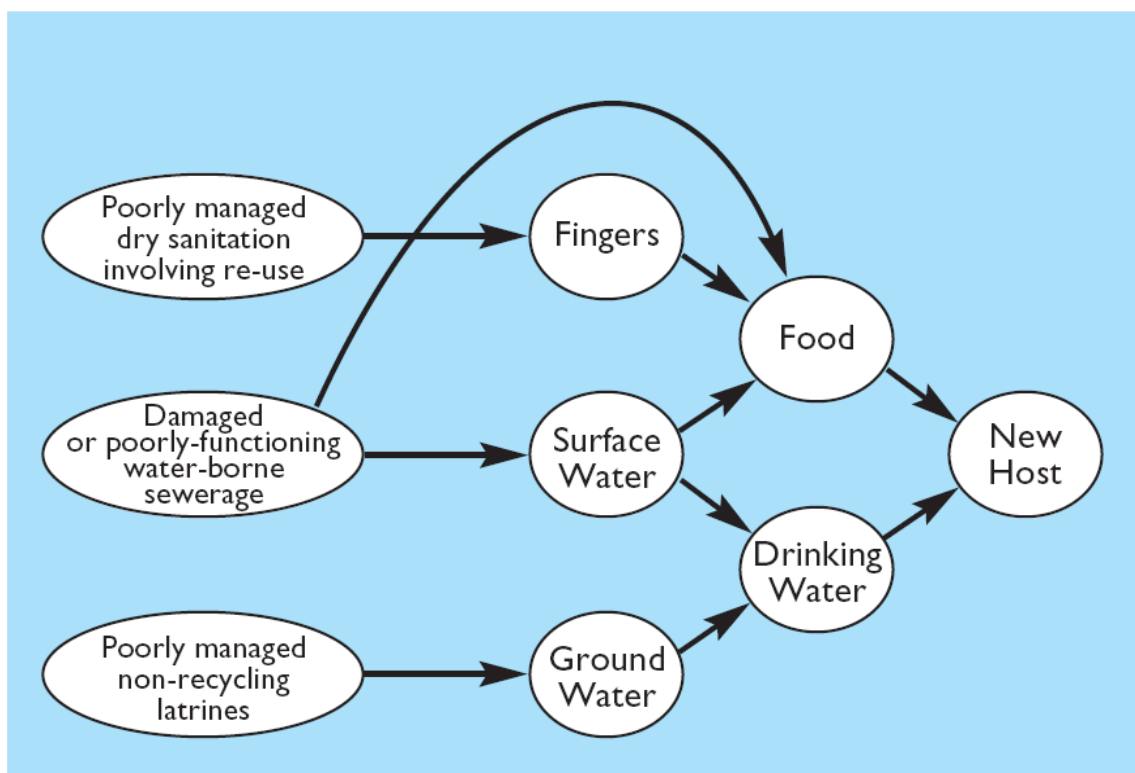 Poorly managed
dry sanitation
involving re-use
Fingers
Food
Damaged
or poorly-functioning
water-borne
sewerage
Surface
Water
New
Host
Drinking
Water
Poorly managed
non-recycling
latrines
Ground
Water